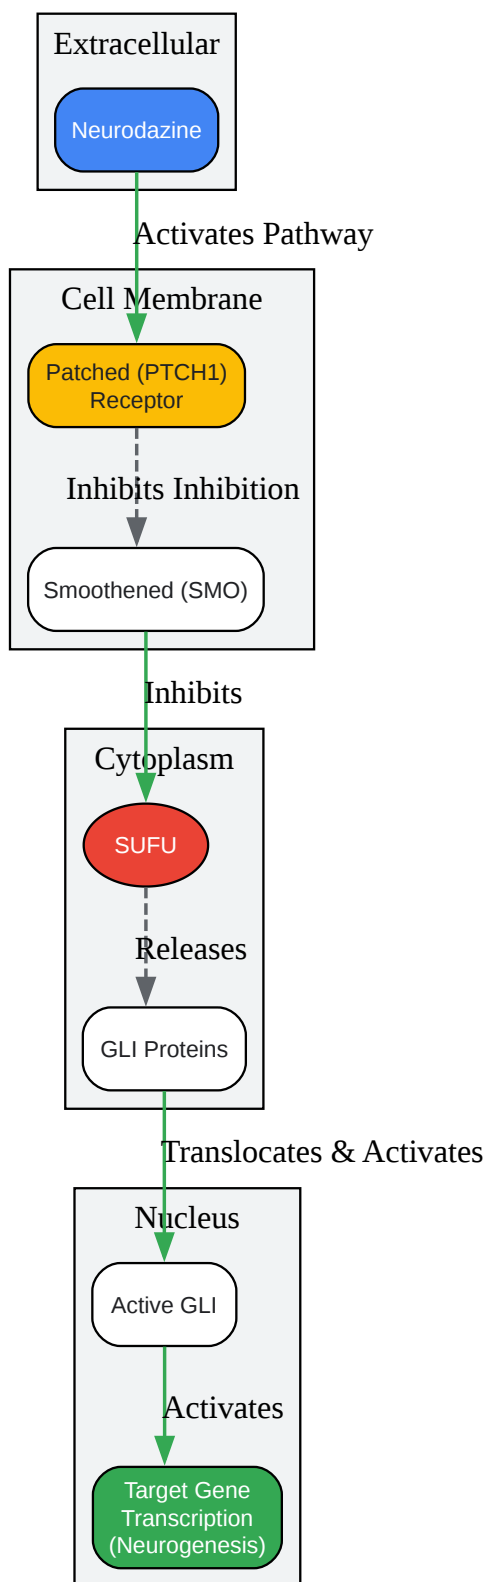 Extracellular
Neurodazine
Activates Pathway
Cell Membrane
Patched (PTCH1)
Receptor
Inhibits Inhibition
Smoothened (SMO)
Inhibits
Cytoplasm
SUFU
Releases
GLI Proteins
Translocates & Activates
Nucleus
Active GLI
Activates
Target Gene
Transcription
(Neurogenesis)